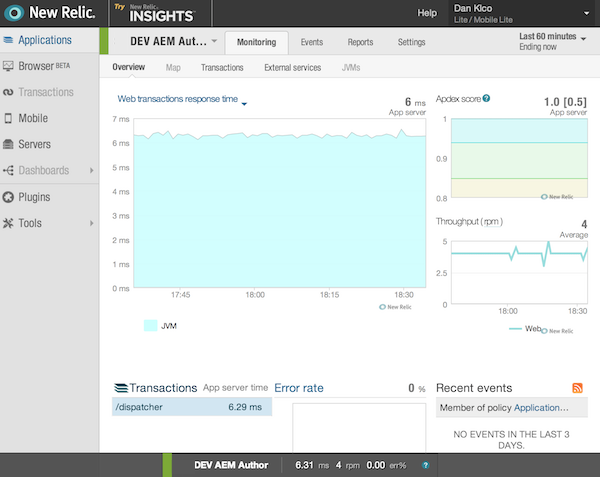 New Relic.
Try New Relic.
INSIGHTS™
Help
Dan Klco
Lite / Mobile Lite
Applications
DEV AEM Aut...
Monitoring
Events
Reports
Settings
Last 60 minutes
Ending now
Browser BETA
Transactions
Mobile
Servers
Dashboards
Plugins
Tools
Overview
Map
Transactions
External services
JVMs
Web transactions response time
6 ms
App server
7 ms
6 ms
5 ms
4 ms
3 ms
2 ms
1 ms
0 ms
17:45
18:00
18:15
18:30
New Relic
JVM
Apdex score
?
1.0 [0.5]
App server
1
0.9
0.8
New Relic
Throughput (rpm)
4
Average
5
2.5
0
18:00
18:30
Web
New Relic
Transactions
App server time
/dispatcher
6.29 ms
Error rate
0 %
Recent events
Member of policy Application...
NO EVENTS IN THE LAST 3
DAYS.
DEV AEM Author
6.31 ms
4 rpm
0.00 err%
?